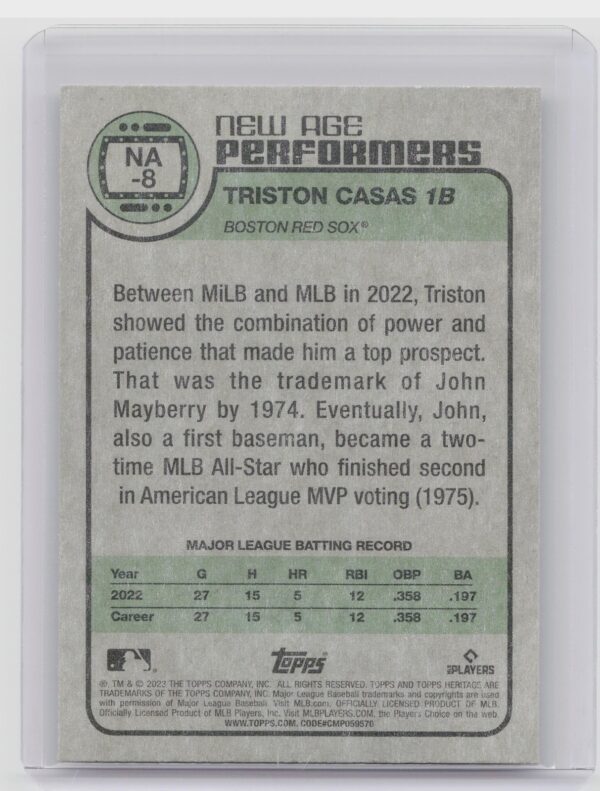 NA
-8
NEW AGE
PERFORMERS
TRISTON CASAS 1B
BOSTON RED SOX®
Between MiLB and MLB in 2022, Triston
showed the combination of power and
patience that made him a top prospect.
That was the trademark of John
Mayberry by 1974. Eventually, John,
also a first baseman, became a two-
time MLB All-Star who finished second
in American League MVP voting (1975).
MAJOR LEAGUE BATTING RECORD
Year G H HR RBI OBP BA
2022 27 15 5 12 .358 .197
Career 27 15 5 12 .358 .197
topps
MLBPLAYERS
®, TM & © 2023 THE TOPPS COMPANY, INC. ALL RIGHTS RESERVED. TOPPS AND TOPPS HERITAGE ARE
TRADEMARKS OF THE TOPPS COMPANY, INC. Major League Baseball trademarks and copyrights are used
with permission of Major League Baseball. Visit MLB.com. OFFICIALLY LICENSED PRODUCT OF MLB
Officially Licensed Product of MLB Players, Inc. Visit MLBPLAYERS.COM, the Players Choice on the web.
WWW.TOPPS.COM. CODE#CMP059570